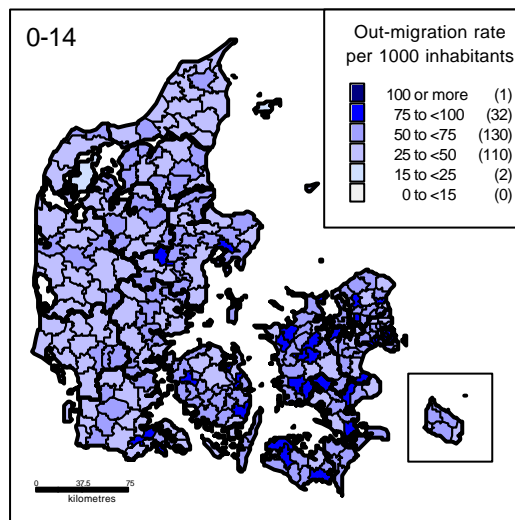 0-14
Out-migration rate
per 1000 inhabitants
100 or more (1)
75 to <100 (32)
50 to <75 (130)
25 to <50 (110)
15 to <25 (2)
0 to <15 (0)
0 37.5 75
kilometres